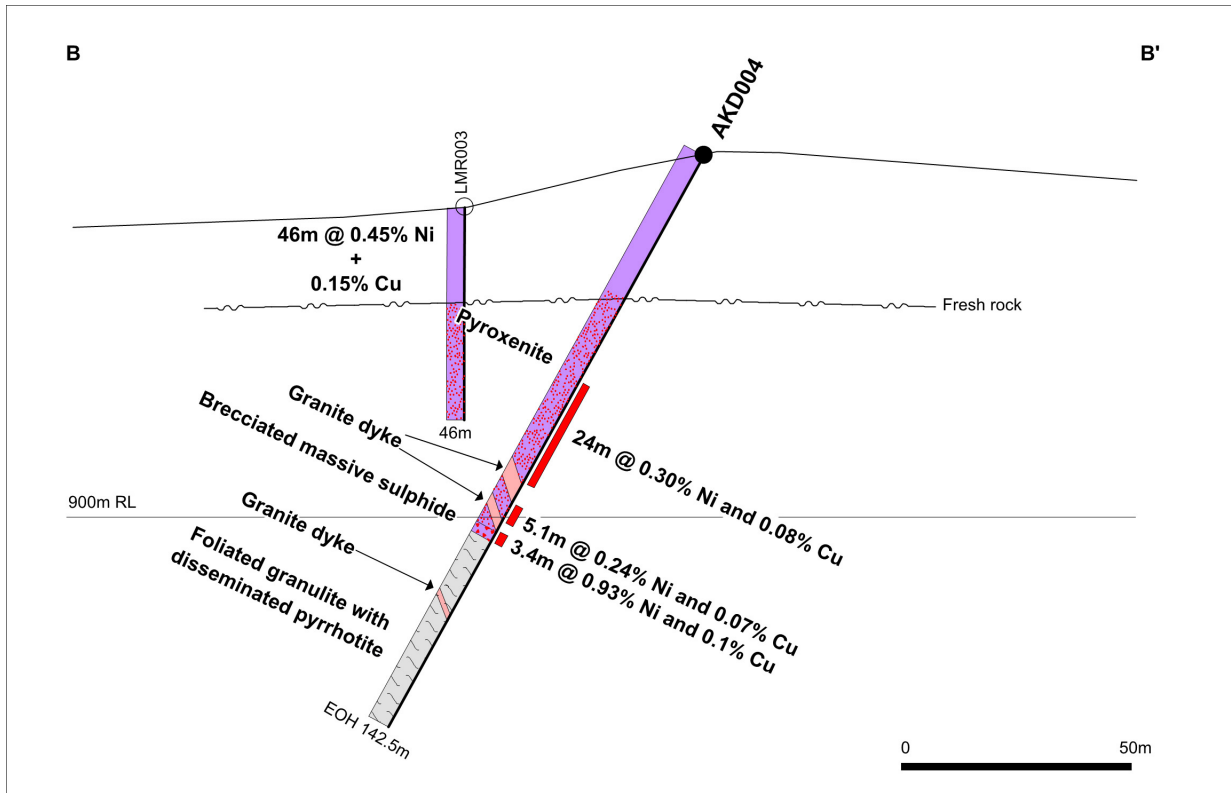 B
B'
AKD004
LMR003
46m @ 0.45% Ni
+
0.15% Cu
Fresh rock
Pyroxenite
Granite dyke
46m
Brecciated massive sulphide
24m @ 0.30% Ni and 0.08% Cu
900m RL
Granite dyke
5.1m @ 0.24% Ni and 0.07% Cu
3.4m @ 0.93% Ni and 0.1% Cu
Foliated granulite with
disseminated pyrrhotite
EOH 142.5m
0
50m